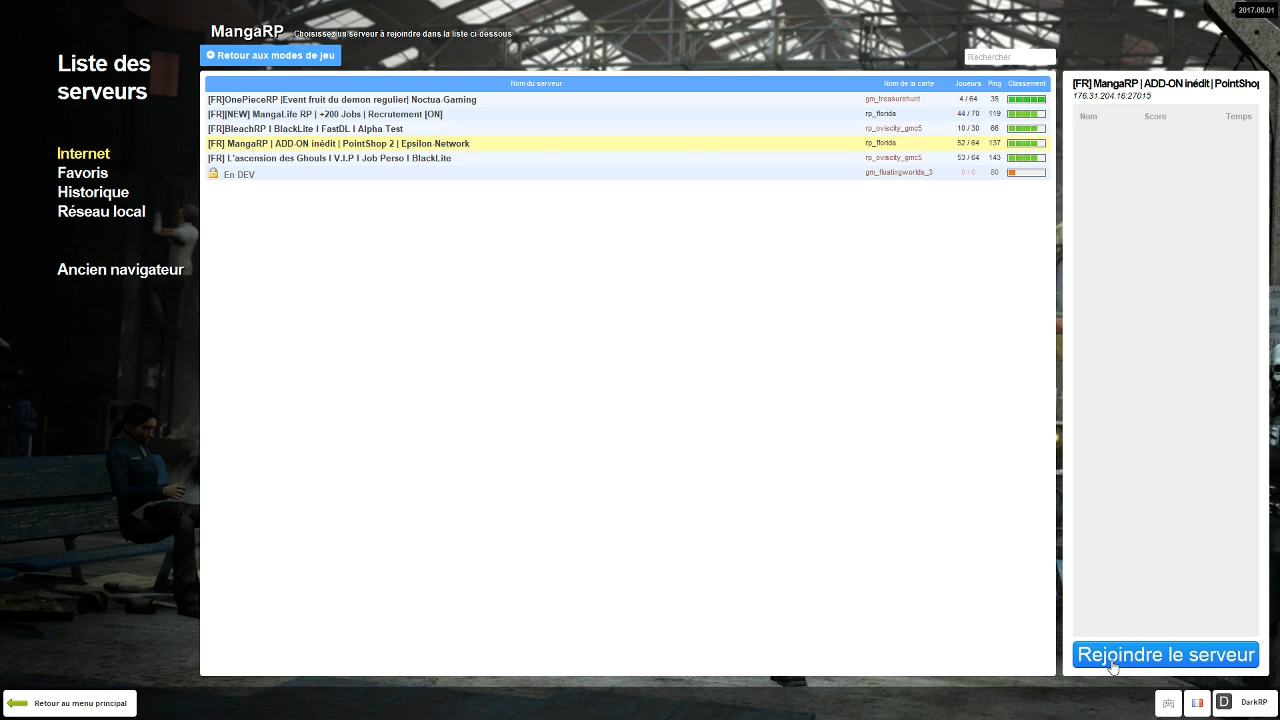 2017.08.01
MangaRP Choisissez un serveur à rejoindre dans la liste ci-dessous
Retour aux modes de jeu
Rechercher
Liste des
serveurs
Internet
Favoris
Historique
Réseau local
Ancien navigateur
Nom du serveur Nom de la carte Joueurs Ping Classement
[FR]OnePieceRP |Event fruit du demon regulier| Noctua-Gaming gm_treasurehunt 4 / 64 35
[FR][NEW] MangaLife RP | +200 Jobs | Recrutement [ON] rp_florida 44 / 70 119
[FR]BleachRP I BlackLite I FastDL I Alpha Test rp_oviscity_gmc5 10 / 30 68
[FR] MangaRP | ADD-ON inédit | PointShop 2 | Epsilon-Network rp_florida 52 / 64 137
[FR] L'ascension des Ghouls I V.I.P I Job Perso I BlackLite rp_oviscity_gmc5 53 / 64 143
En DEV gm_floatingworlds_3 0 / 6 80
[FR] MangaRP | ADD-ON inédit | PointShop
176.31.204.16:27015
Nom Score Temps
Rejoindre le serveur
Retour au menu principal
D DarkRP